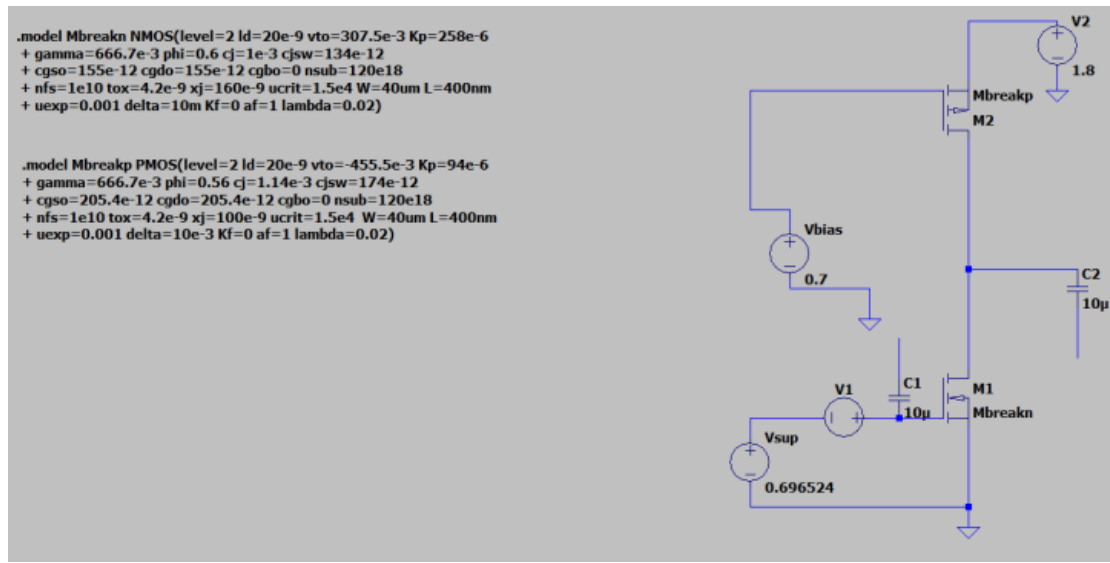 .model Mbreakn NMOS(level=2 ld=20e-9 vto=307.5e-3 Kp=258e-6
+ gamma=666.7e-3 phi=0.6 cj=1e-3 cjsw=134e-12
+ cgso=155e-12 cgdo=155e-12 cgbo=0 nsub=120e18
+ nfs=1e10 tox=4.2e-9 xj=160e-9 ucrit=1.5e4 W=40um L=400nm
+ uexp=0.001 delta=10m Kf=0 af=1 lambda=0.02)
.model Mbreakp PMOS(level=2 ld=20e-9 vto=-455.5e-3 Kp=94e-6
+ gamma=666.7e-3 phi=0.56 cj=1.14e-3 cjsw=174e-12
+ cgso=205.4e-12 cgdo=205.4e-12 cgbo=0 nsub=120e18
+ nfs=1e10 tox=4.2e-9 xj=100e-9 ucrit=1.5e4 W=40um L=400nm
+ uexp=0.001 delta=10e-3 Kf=0 af=1 lambda=0.02)
V2
1.8
Mbreakp
M2
Vbias
0.7
C2
10µ
V1
C1
10µ
M1
Mbreakn
Vsup
0.696524